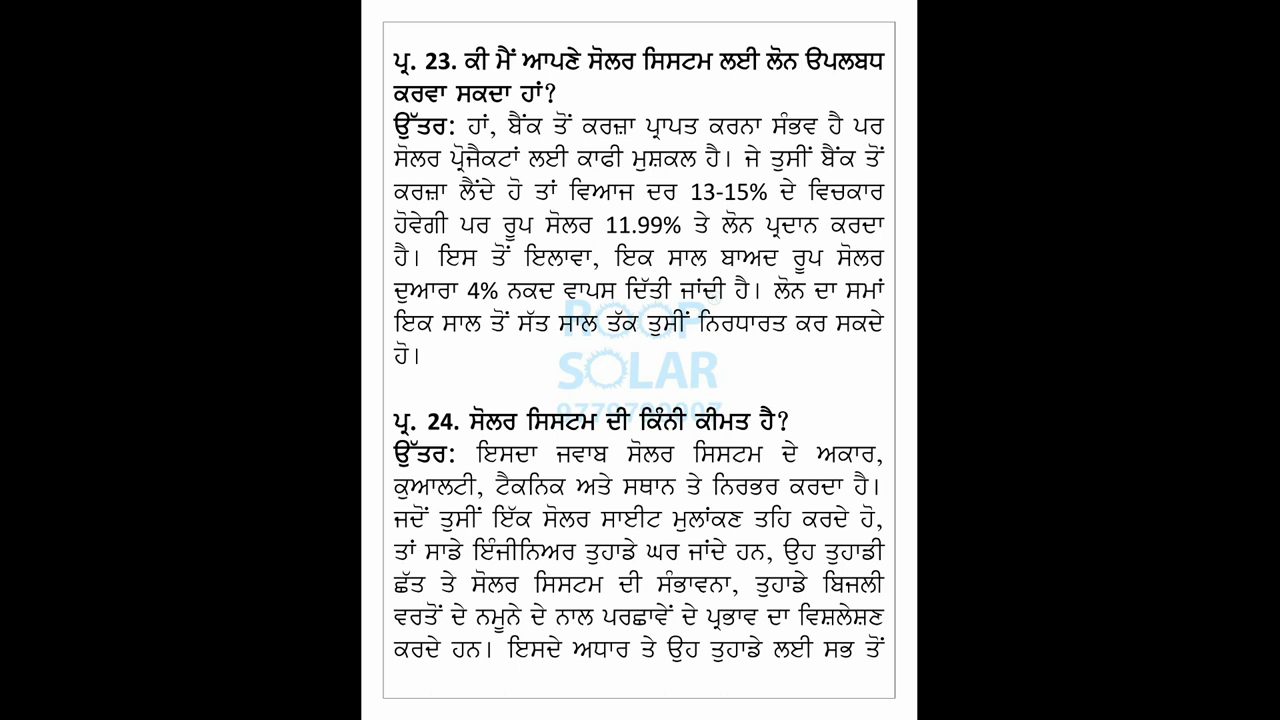 ਪ੍ਰ. 23. ਕੀ ਮੈਂ ਆਪਣੇ ਸੋਲਰ ਸਿਸਟਮ ਲਈ ਲੋਨ ਉਪਲਬਧ
ਕਰਵਾ ਸਕਦਾ ਹਾਂ?
ਉੱਤਰ: ਹਾਂ, ਬੈਂਕ ਤੋਂ ਕਰਜ਼ਾ ਪ੍ਰਾਪਤ ਕਰਨਾ ਸੰਭਵ ਹੈ ਪਰ
ਸੋਲਰ ਪ੍ਰੋਜੈਕਟਾਂ ਲਈ ਕਾਫੀ ਮੁਸ਼ਕਲ ਹੈ। ਜੇ ਤੁਸੀਂ ਬੈਂਕ ਤੋਂ
ਕਰਜ਼ਾ ਲੈਂਦੇ ਹੋ ਤਾਂ ਵਿਆਜ ਦਰ 13-15% ਦੇ ਵਿਚਕਾਰ
ਹੋਵੇਗੀ ਪਰ ਰੂਪ ਸੋਲਰ 11.99% ਤੇ ਲੋਨ ਪ੍ਰਦਾਨ ਕਰਦਾ
ਹੈ। ਇਸ ਤੋਂ ਇਲਾਵਾ, ਇਕ ਸਾਲ ਬਾਅਦ ਰੂਪ ਸੋਲਰ
ਦੁਆਰਾ 4% ਨਕਦ ਵਾਪਸ ਦਿੱਤੀ ਜਾਂਦੀ ਹੈ। ਲੋਨ ਦਾ ਸਮਾਂ
ਇਕ ਸਾਲ ਤੋਂ ਸੱਤ ਸਾਲ ਤੱਕ ਤੁਸੀਂ ਨਿਰਧਾਰਤ ਕਰ ਸਕਦੇ
ਹੋ।
ROOP
SOLAR
ਪ੍ਰ. 24. ਸੋਲਰ ਸਿਸਟਮ ਦੀ ਕਿੰਨੀ ਕੀਮਤ ਹੈ?
ਉੱਤਰ: ਇਸਦਾ ਜਵਾਬ ਸੋਲਰ ਸਿਸਟਮ ਦੇ ਅਕਾਰ,
ਕੁਆਲਟੀ, ਟੈਕਨਿਕ ਅਤੇ ਸਥਾਨ ਤੇ ਨਿਰਭਰ ਕਰਦਾ ਹੈ।
ਜਦੋਂ ਤੁਸੀਂ ਇੱਕ ਸੋਲਰ ਸਾਈਟ ਮੁਲਾਂਕਣ ਤਹਿ ਕਰਦੇ ਹੋ,
ਤਾਂ ਸਾਡੇ ਇੰਜੀਨਿਅਰ ਤੁਹਾਡੇ ਘਰ ਜਾਂਦੇ ਹਨ, ਉਹ ਤੁਹਾਡੀ
ਛੱਤ ਤੇ ਸੋਲਰ ਸਿਸਟਮ ਦੀ ਸੰਭਾਵਨਾ, ਤੁਹਾਡੇ ਬਿਜਲੀ
ਵਰਤੋਂ ਦੇ ਨਮੂਨੇ ਦੇ ਨਾਲ ਪਰਛਾਵੇਂ ਦੇ ਪ੍ਰਭਾਵ ਦਾ ਵਿਸ਼ਲੇਸ਼ਣ
ਕਰਦੇ ਹਨ। ਇਸਦੇ ਅਧਾਰ ਤੇ ਉਹ ਤੁਹਾਡੇ ਲਈ ਸਭ ਤੋਂ